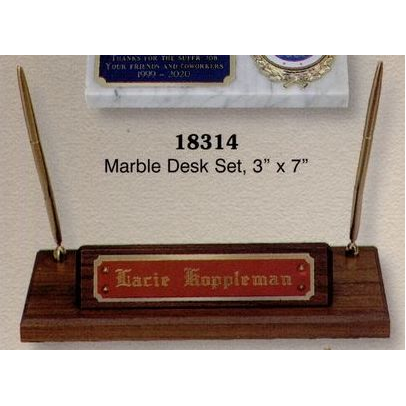 THANKS FOR THE SUPER JOB
YOUR FRIENDS AND COWORKERS
1999 – 2020
18314
Marble Desk Set, 3” x 7”
Lacie Koppleman